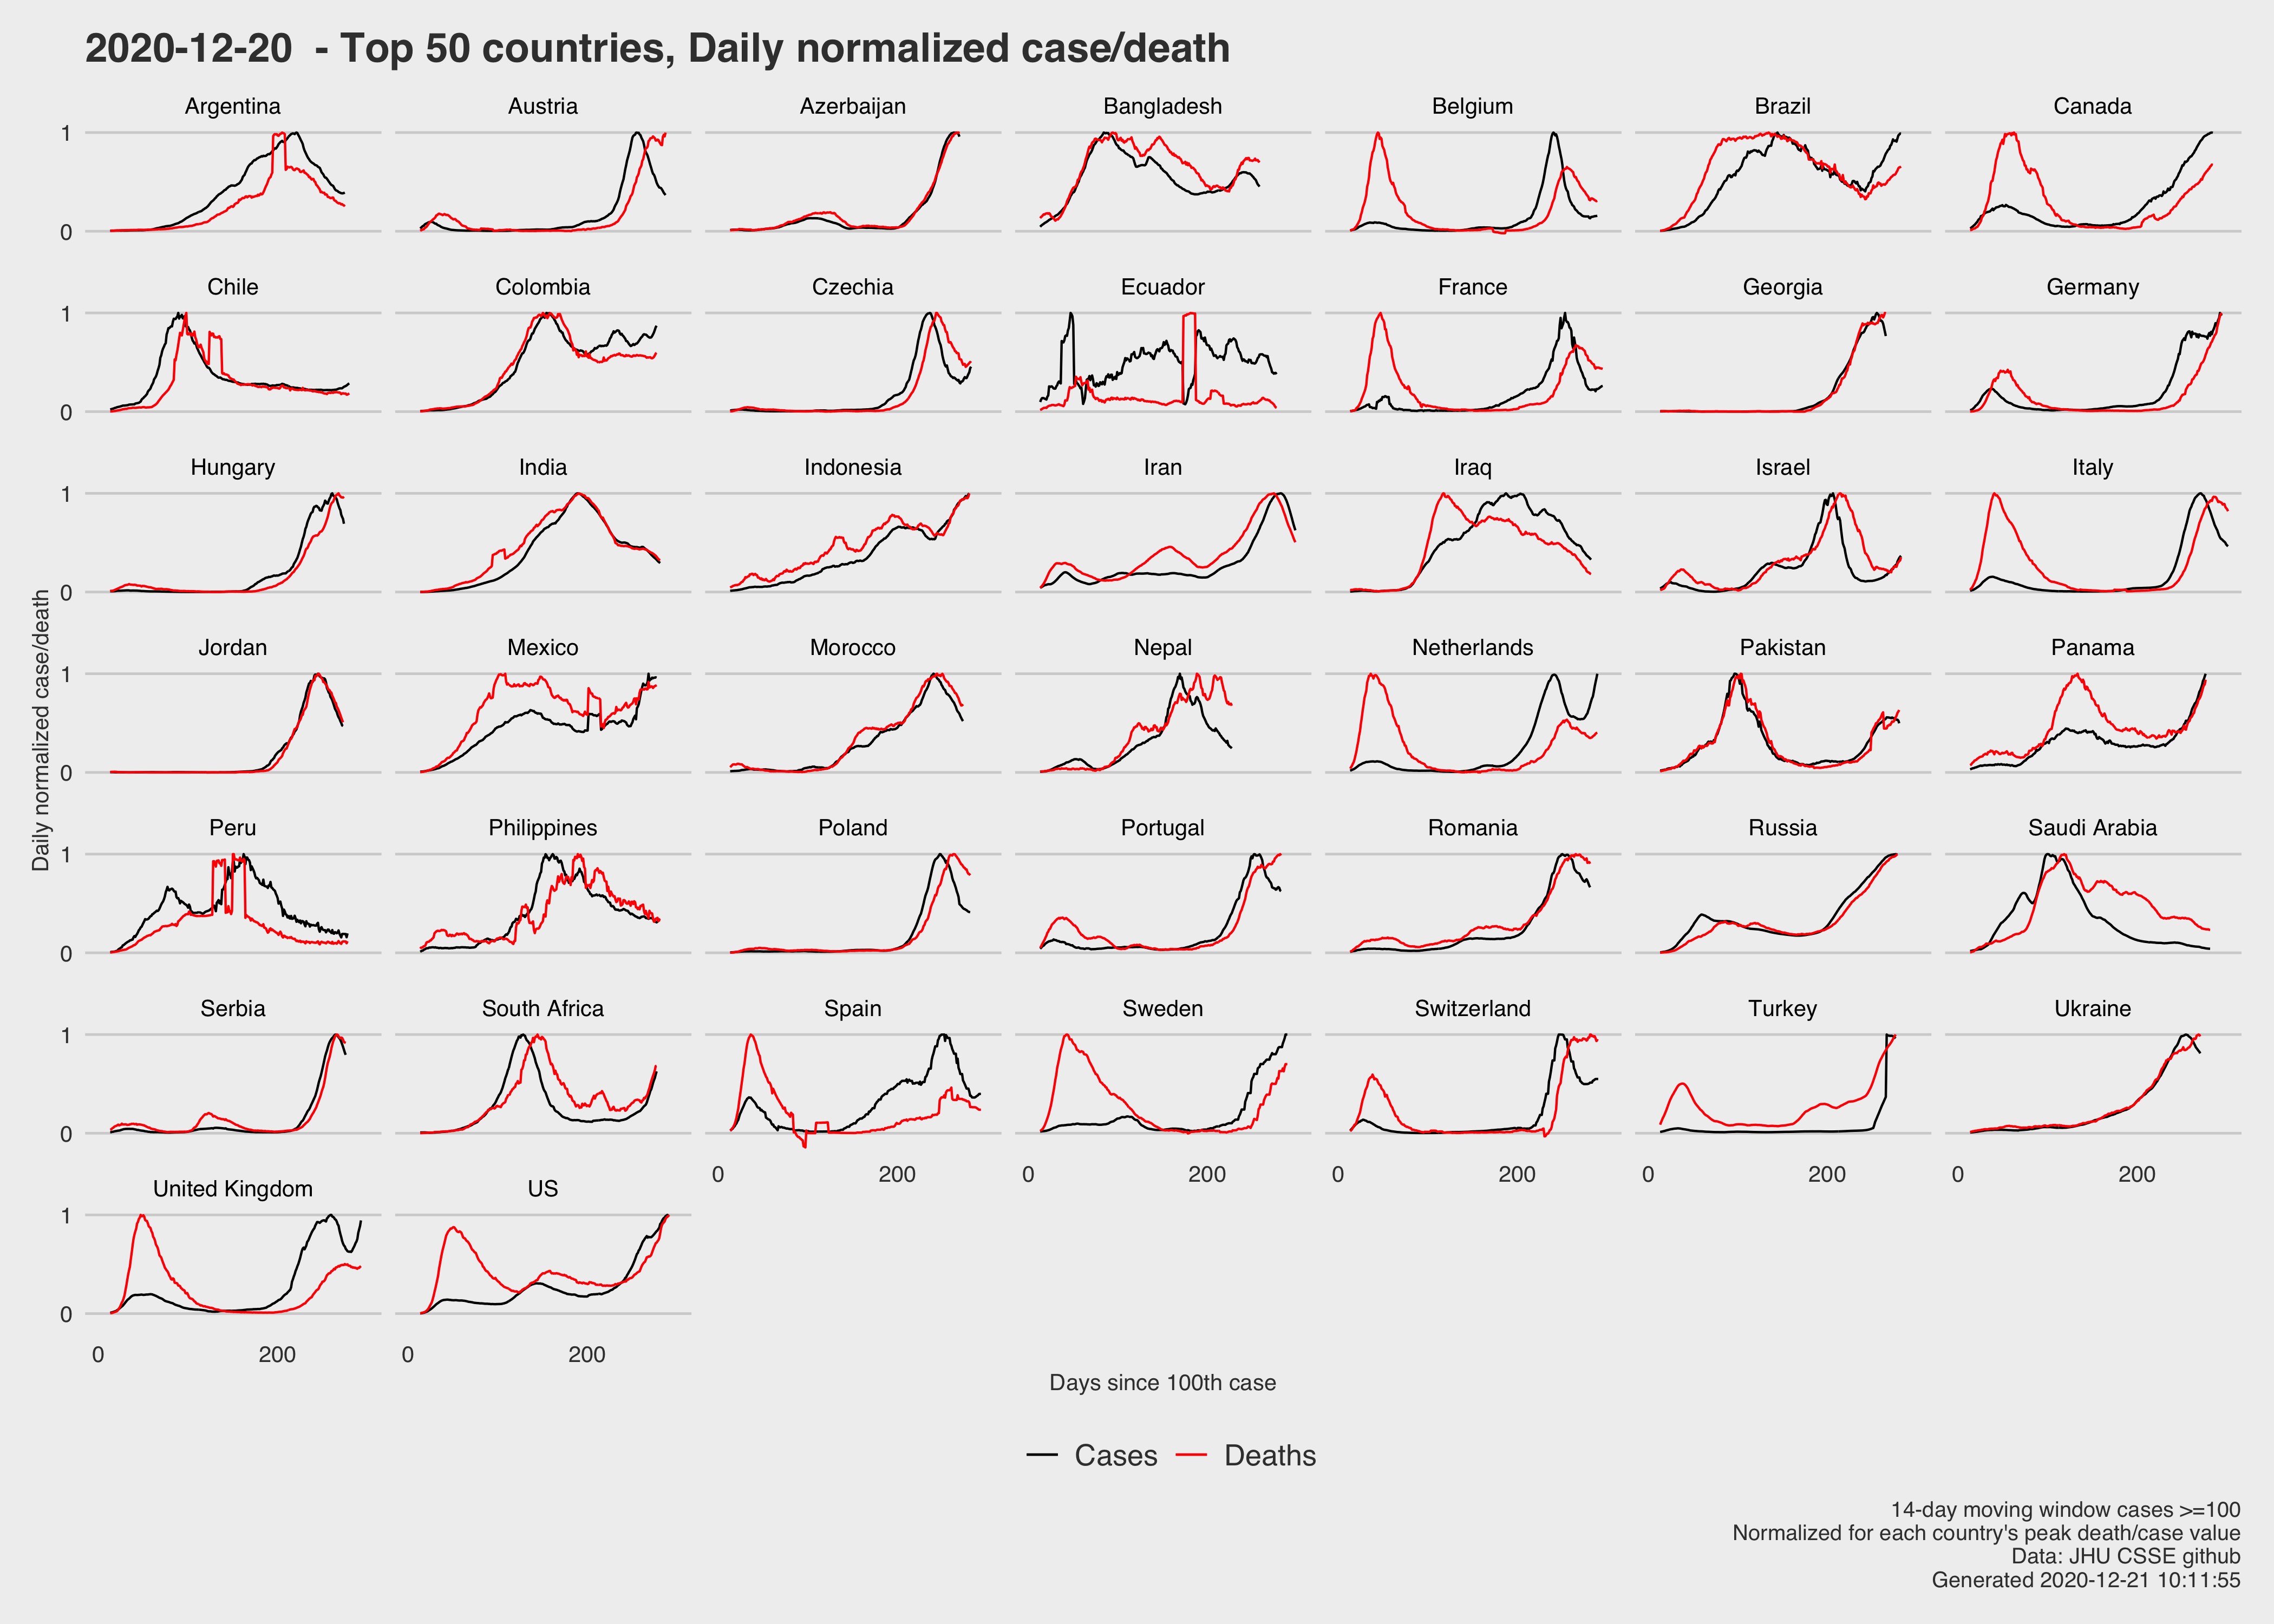 2020-12-20 - Top 50 countries, Daily normalized case/death
Argentina Austria Azerbaijan Bangladesh Belgium Brazil Canada
1
0
Chile Colombia Czechia Ecuador France Georgia Germany
1
0
Hungary India Indonesia Iran Iraq Israel Italy
1
0
Jordan Mexico Morocco Nepal Netherlands Pakistan Panama
1
0
Peru Philippines Poland Portugal Romania Russia Saudi Arabia
1
0
Serbia South Africa Spain Sweden Switzerland Turkey Ukraine
1
0
0 200 0 200 0 200 0 200 0 200
United Kingdom US
1
0
0 200 0 200
Daily normalized case/death
Days since 100th case
Cases Deaths
14-day moving window cases >=100
Normalized for each country's peak death/case value
Data: JHU CSSE github
Generated 2020-12-21 10:11:55